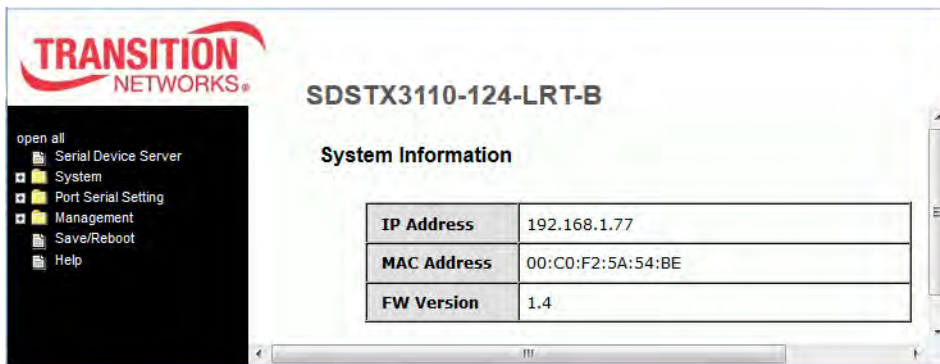 TRANSITION
NETWORKS®
SDSTX3110-124-LRT-B
open all
Serial Device Server
System
Port Serial Setting
Management
Save/Reboot
Help
System Information
IP Address 192.168.1.77
MAC Address 00:C0:F2:5A:54:BE
FW Version 1.4